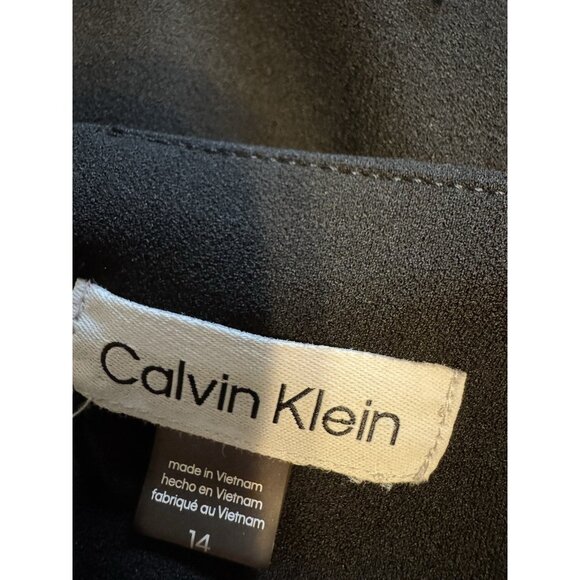 Calvin Klein
made in Vietnam
hecho en Vietnam
fabriqué au Vietnam
14